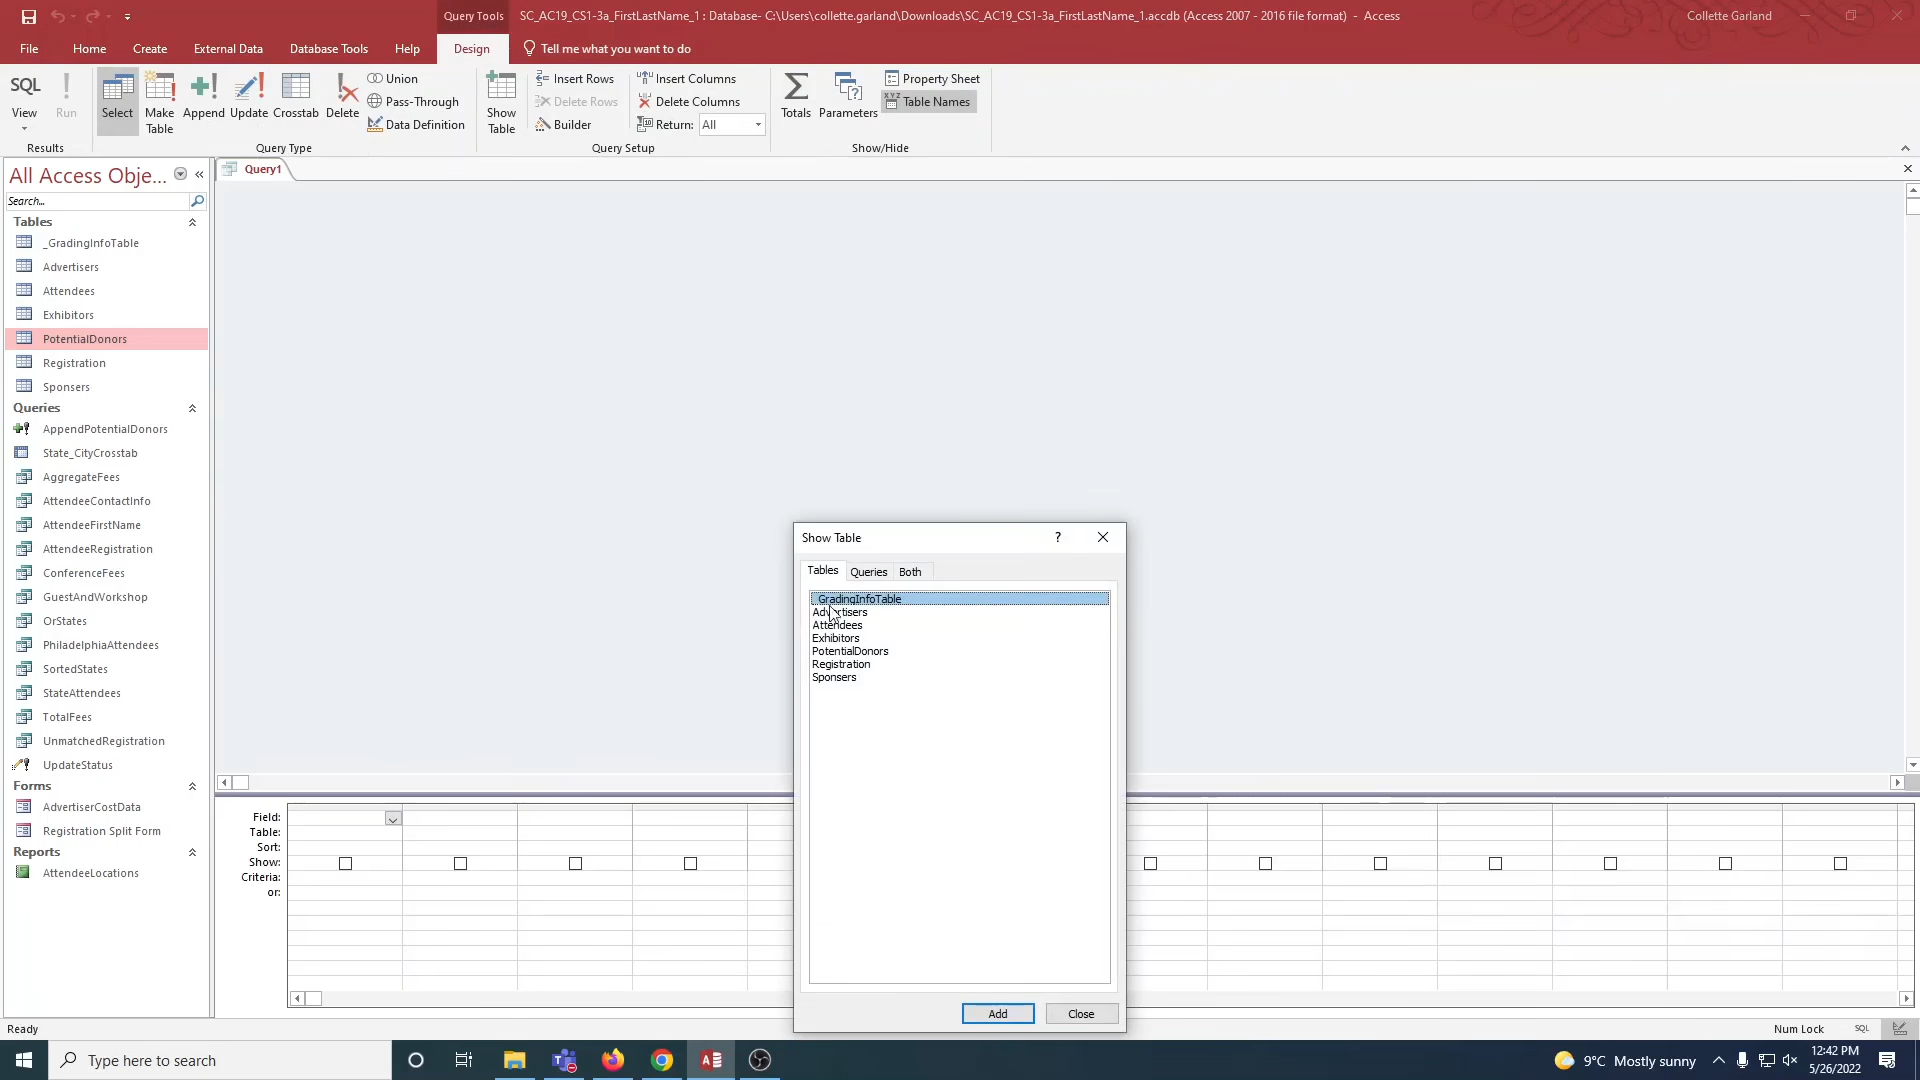 Query Tools
SC_AC19_CS1-3a_FirstLastName_1 : Database- C:\Users\collette.garland\Downloads\SC_AC19_CS1-3a_FirstLastName_1.accdb (Access 2007 - 2016 file format) - Access
Collette Garland
File Home Create External Data Database Tools Help Design Tell me what you want to do
SQL
View
Run
Results
Select
Make
Table
Append
Update
Crosstab
Delete
Union
Pass-Through
Data Definition
Query Type
Show
Table
Insert Rows
Delete Rows
Builder
Insert Columns
Delete Columns
Return: All
Query Setup
Totals
Parameters
Property Sheet
XYZ Table Names
Show/Hide
All Access Obje...
Search...
Tables
_GradingInfoTable
Advertisers
Attendees
Exhibitors
PotentialDonors
Registration
Sponsers
Queries
AppendPotentialDonors
State_CityCrosstab
AggregateFees
AttendeeContactInfo
AttendeeFirstName
AttendeeRegistration
ConferenceFees
GuestAndWorkshop
OrStates
PhiladelphiaAttendees
SortedStates
StateAttendees
TotalFees
UnmatchedRegistration
UpdateStatus
Forms
AdvertiserCostData
Registration Split Form
Reports
AttendeeLocations
Query1
Show Table
?
Tables Queries Both
_GradingInfoTable
Advertisers
Attendees
Exhibitors
PotentialDonors
Registration
Sponsers
Add Close
Field:
Table:
Sort:
Show:
Criteria:
or:
Ready
Num Lock
SQL
Type here to search
9°C Mostly sunny
12:42 PM
5/26/2022